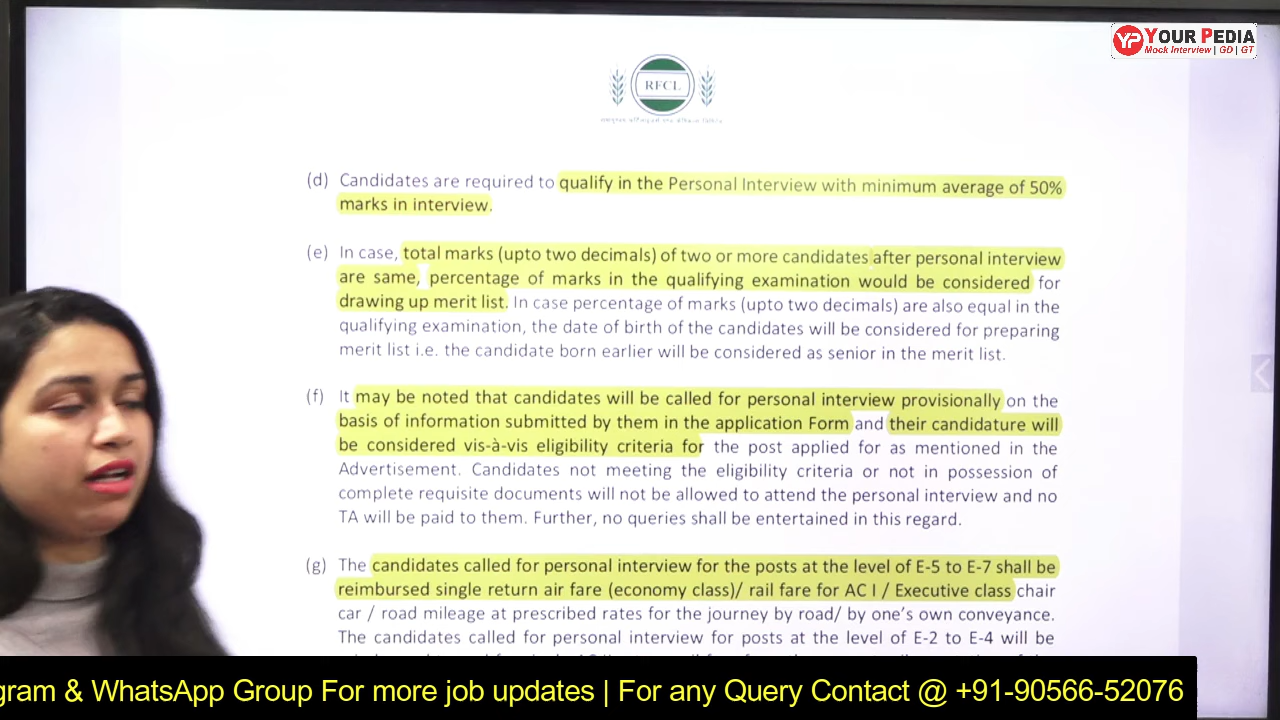 YP YOUR PEDIA
Mock Interview | GD | GT
RFCL
(d) Candidates are required to qualify in the Personal Interview with minimum average of 50%
marks in interview.
(e) In case, total marks (upto two decimals) of two or more candidates after personal interview
are same, percentage of marks in the qualifying examination would be considered for
drawing up merit list. In case percentage of marks (upto two decimals) are also equal in the
qualifying examination, the date of birth of the candidates will be considered for preparing
merit list i.e. the candidate born earlier will be considered as senior in the merit list.
(f) It may be noted that candidates will be called for personal interview provisionally on the
basis of information submitted by them in the application Form and their candidature will
be considered vis-à-vis eligibility criteria for the post applied for as mentioned in the
Advertisement. Candidates not meeting the eligibility criteria or not in possession of
complete requisite documents will not be allowed to attend the personal interview and no
TA will be paid to them. Further, no queries shall be entertained in this regard.
(g) The candidates called for personal interview for the posts at the level of E-5 to E-7 shall be
reimbursed single return air fare (economy class)/ rail fare for AC I / Executive class chair
car / road mileage at prescribed rates for the journey by road/ by one's own conveyance.
The candidates called for personal interview for posts at the level of E-2 to E-4 will be
gram & WhatsApp Group For more job updates | For any Query Contact @ +91-90566-52076